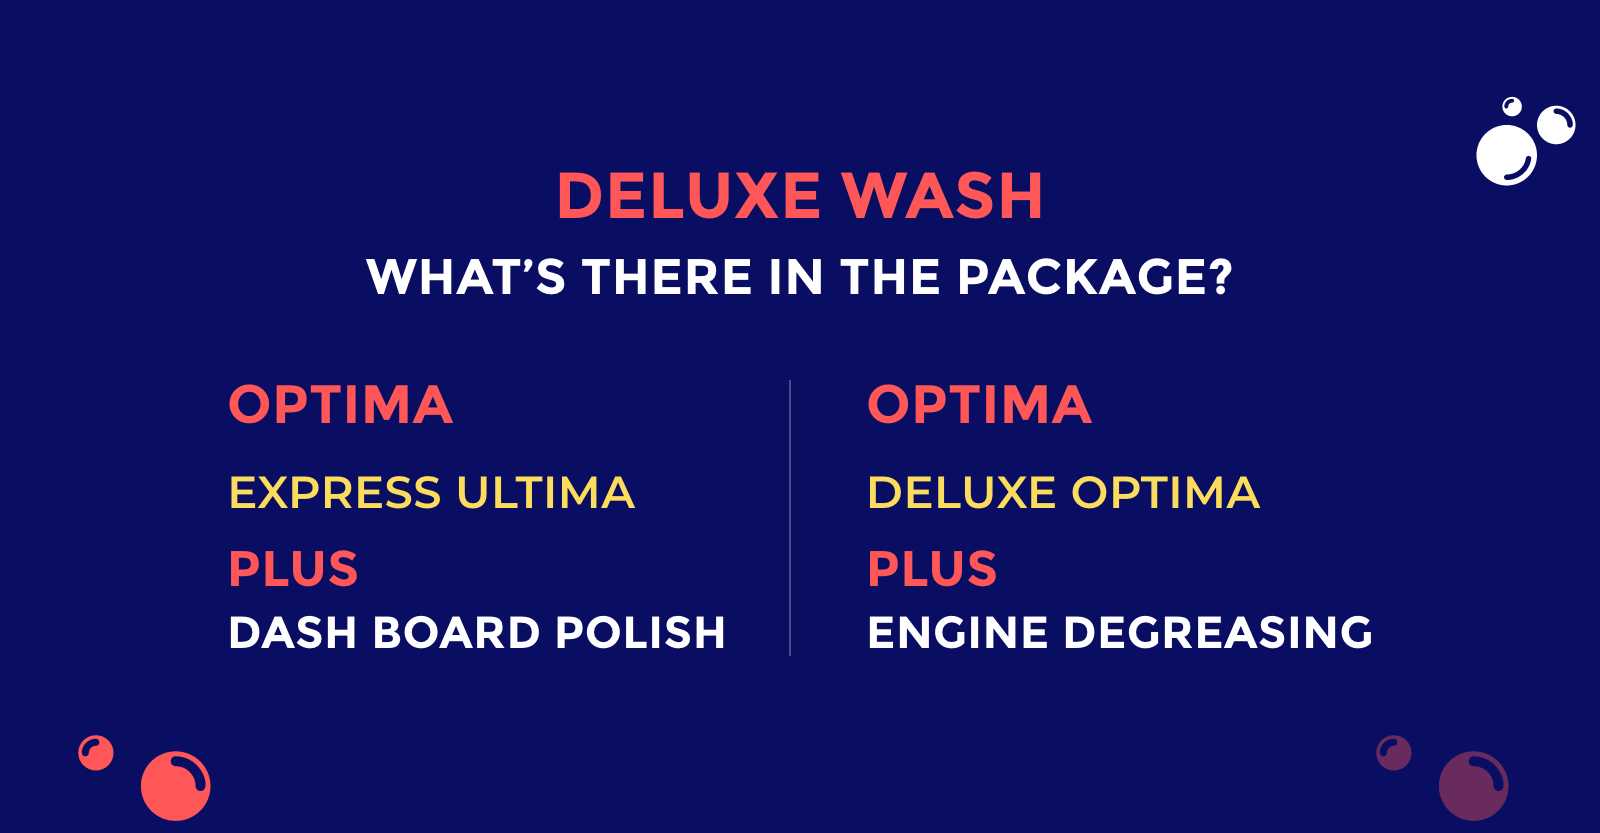 DELUXE WASH
WHAT’S THERE IN THE PACKAGE?
OPTIMA
EXPRESS ULTIMA
PLUS
DASH BOARD POLISH
OPTIMA
DELUXE OPTIMA
PLUS
ENGINE DEGREASING